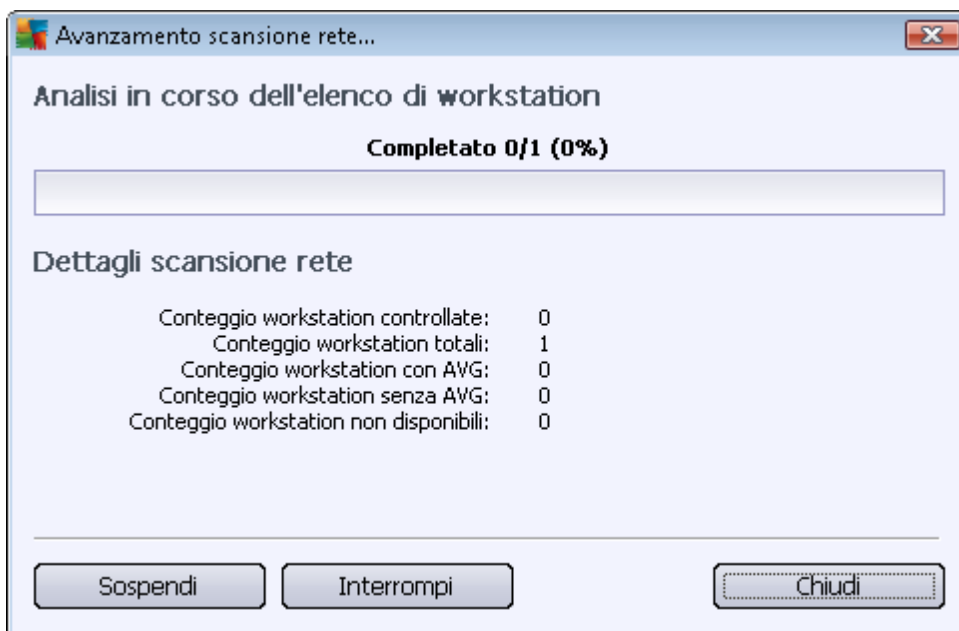 Avanzamento scansione rete...
Analisi in corso dell'elenco di workstation
Completato 0/1 (0%)
Dettagli scansione rete
Conteggio workstation controllate: 0
Conteggio workstation totali: 1
Conteggio workstation con AVG: 0
Conteggio workstation senza AVG: 0
Conteggio workstation non disponibili: 0
Sospendi Interrompi Chiudi